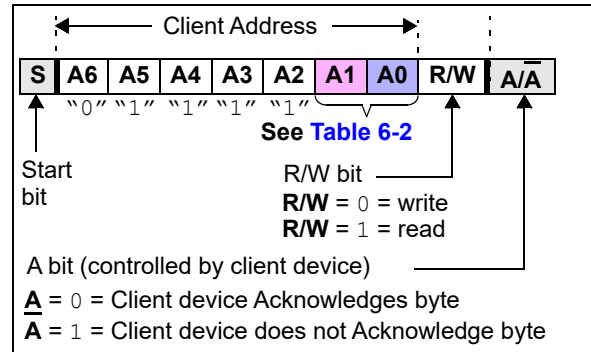 Client Address
S A6 A5 A4 A3 A2 A1 A0 R/W A/A̅
“0” “1” “1” “1” “1”
See Table 6-2
Start
bit
R/W bit
R/W = 0 = write
R/W = 1 = read
A bit (controlled by client device)
A = 0 = Client device Acknowledges byte
A̅ = 1 = Client device does not Acknowledge byte